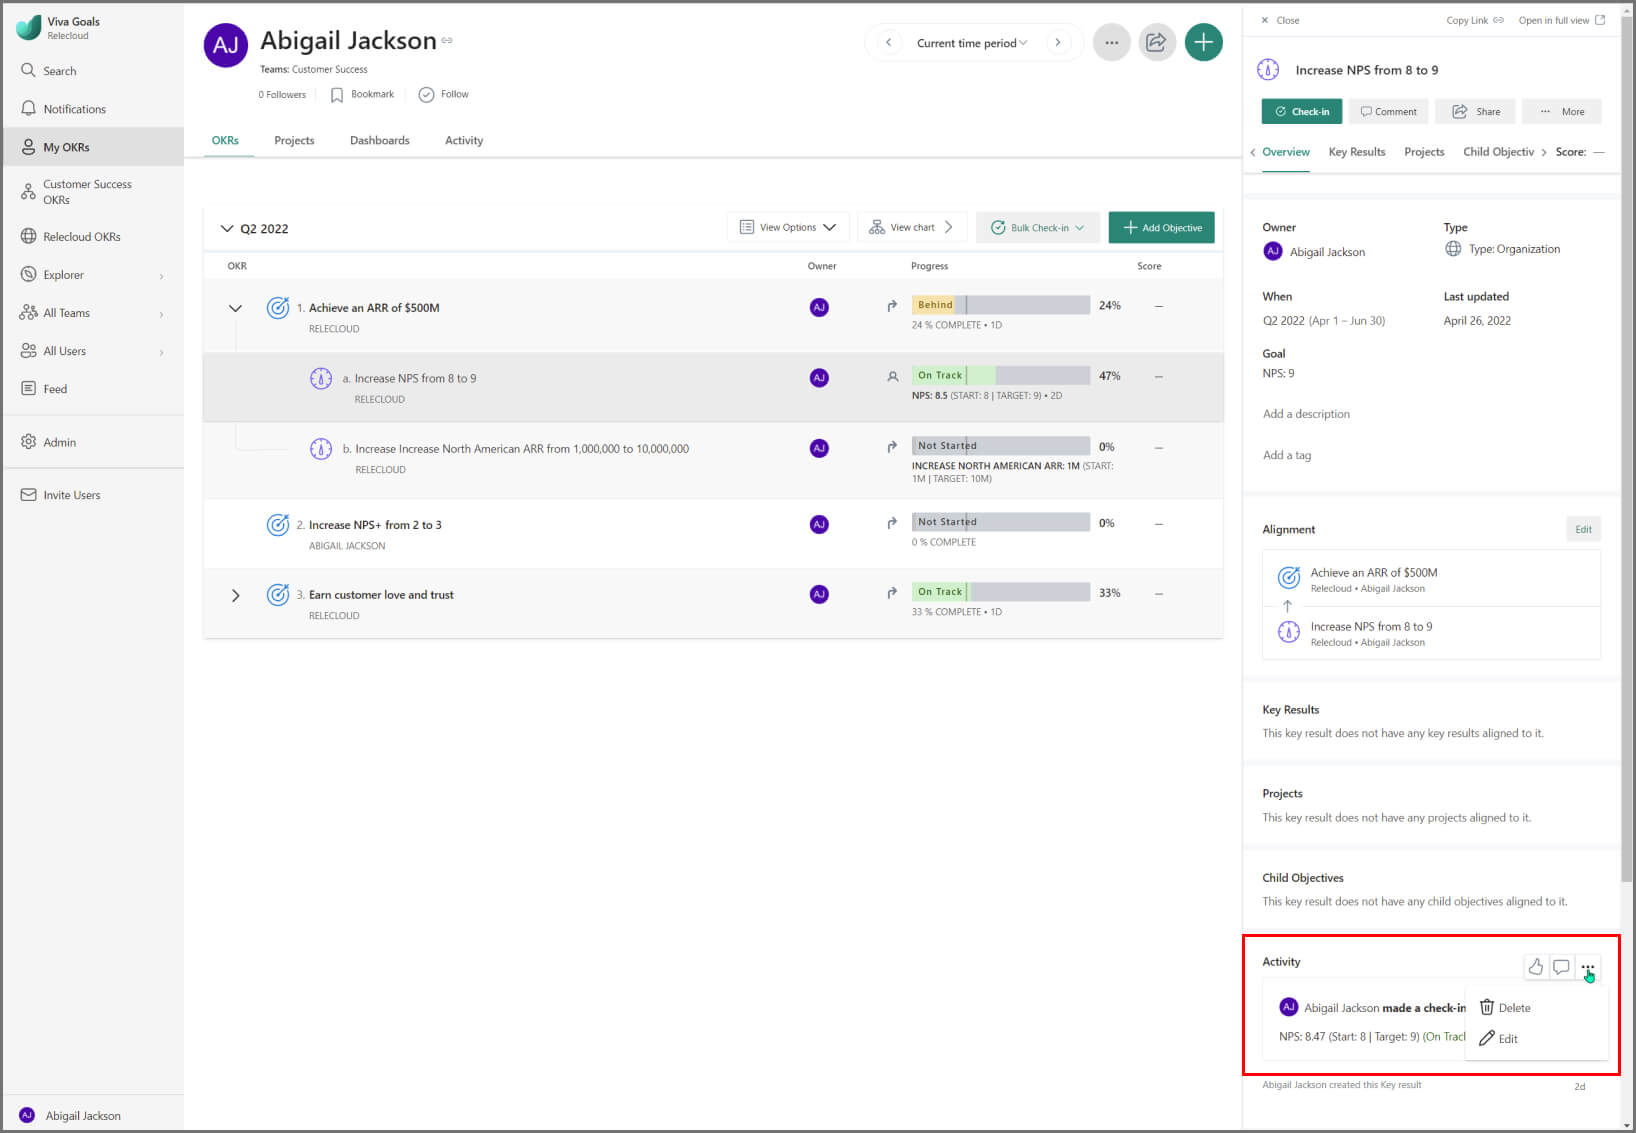 Viva Goals
Relecloud
Search
Notifications
My OKRs
Customer Success
OKRs
Relecloud OKRs
Explorer
All Teams
All Users
Feed
Admin
Invite Users
AJ Abigail Jackson
AJ
Abigail Jackson
Teams: Customer Success
0 Followers
Bookmark
Follow
Current time period
OKRs
Projects
Dashboards
Activity
Q2 2022
View Options
View chart
Bulk Check-in
Add Objective
OKR
Owner
Progress
Score
1. Achieve an ARR of $500M
RELECLOUD
AJ
Behind
24%
—
24 % COMPLETE • 1D
a. Increase NPS from 8 to 9
RELECLOUD
AJ
On Track
47%
—
NPS: 8.5 (START: 8 | TARGET: 9) • 2D
b. Increase Increase North American ARR from 1,000,000 to 10,000,000
RELECLOUD
AJ
Not Started
0%
—
INCREASE NORTH AMERICAN ARR: 1M (START:
1M | TARGET: 10M)
2. Increase NPS+ from 2 to 3
ABIGAIL JACKSON
AJ
Not Started
0%
—
0 % COMPLETE
3. Earn customer love and trust
RELECLOUD
AJ
On Track
33%
—
33 % COMPLETE • 1D
Close
Copy Link
Open in full view
Increase NPS from 8 to 9
Check-in
Comment
Share
More
Overview
Key Results
Projects
Child Objectiv
Score: —
Owner
AJ Abigail Jackson
Type
Type: Organization
When
Q2 2022 (Apr 1 – Jun 30)
Last updated
April 26, 2022
Goal
NPS: 9
Add a description
Add a tag
Alignment
Edit
Achieve an ARR of $500M
Relecloud • Abigail Jackson
Increase NPS from 8 to 9
Relecloud • Abigail Jackson
Key Results
This key result does not have any key results aligned to it.
Projects
This key result does not have any projects aligned to it.
Child Objectives
This key result does not have any child objectives aligned to it.
Activity
AJ Abigail Jackson made a check-in
NPS: 8.47 (Start: 8 | Target: 9) (On Trac
Delete
Edit
Abigail Jackson created this Key result
2d